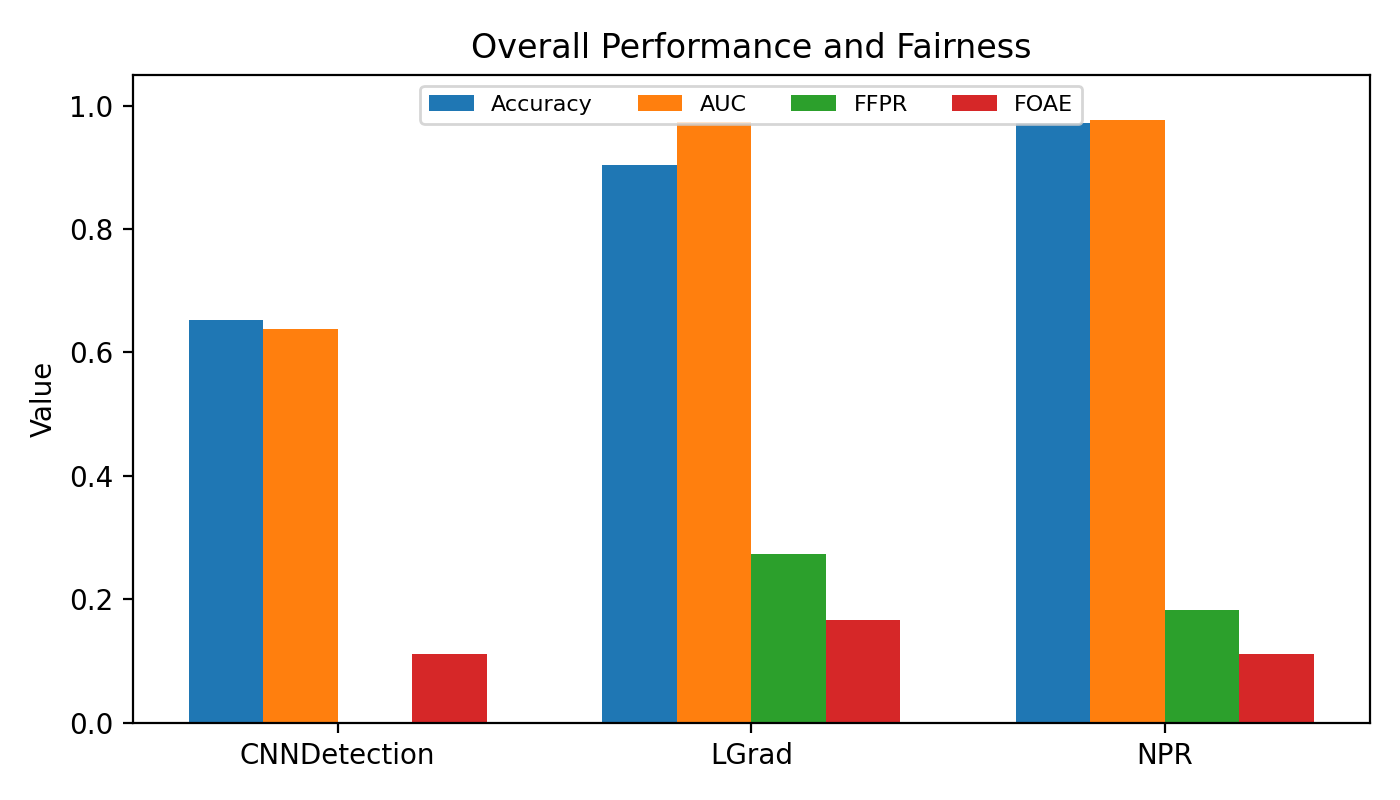 Overall Performance and Fairness
Accuracy AUC FFPR FOAE
Value
1.0
0.8
0.6
0.4
0.2
0.0
CNNDetection LGrad NPR